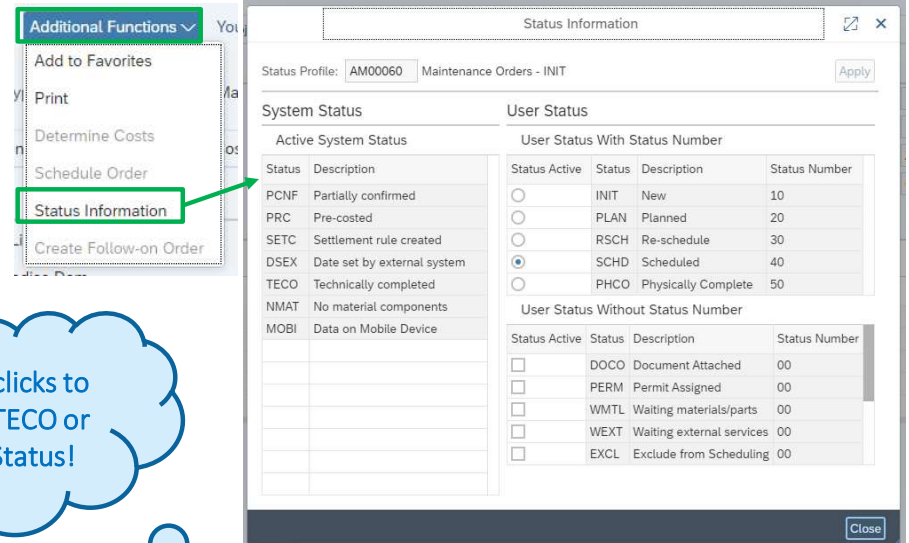 Additional Functions
Add to Favorites
Print
Determine Costs
Schedule Order
Status Information
Create Follow-on Order
clicks to
TECO or
Status!
Status Information
Status Profile: AM00060 Maintenance Orders - INIT Apply
System Status
Active System Status
Status Description
PCNF Partially confirmed
PRC Pre-costed
SETC Settlement rule created
DSEX Date set by external system
TECO Technically completed
NMAT No material components
MOBI Data on Mobile Device
User Status
User Status With Status Number
Status Active Status Description Status Number
INIT New 10
PLAN Planned 20
RSCH Re-schedule 30
SCHD Scheduled 40
PHCO Physically Complete 50
User Status Without Status Number
Status Active Status Description Status Number
DOCO Document Attached 00
PERM Permit Assigned 00
WMTL Waiting materials/parts 00
WEXT Waiting external services 00
EXCL Exclude from Scheduling 00
Close